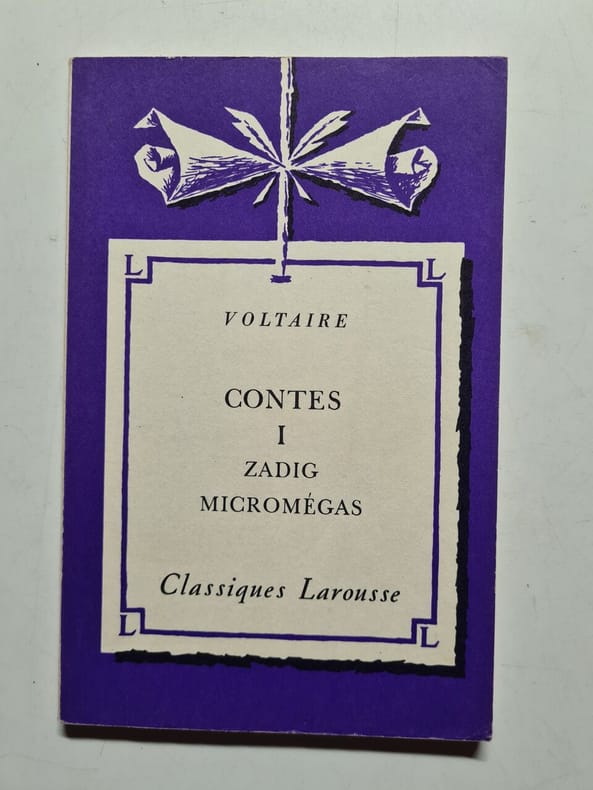 L L
VOLTAIRE
CONTES
I
ZADIG
MICROMÉGAS
Classiques Larousse
L L